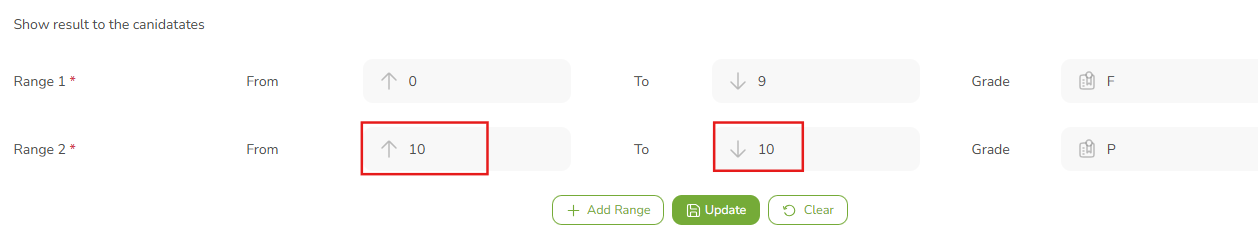 Show result to the canidatates
Range 1 * From 0 To 9 Grade F
Range 2 * From 10 To 10 Grade P
Add Range Update Clear